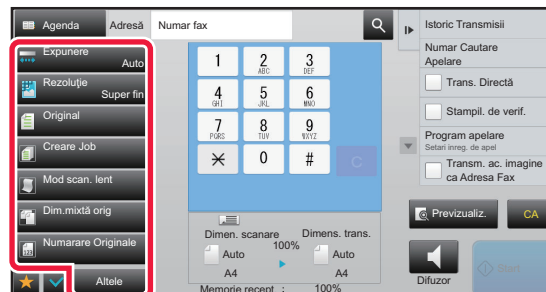 Agenda
Adresă
Numar fax
Expunere
Auto
Rezoluţie
Super fin
Original
Creare Job
Mod scan. lent
Dim.mixtă orig
Numarare Originale
Altele
1
2
ABC
3
DEF
4
GHI
5
JKL
6
MNO
7
PQRS
8
TUV
9
WXYZ
0
#
C
Dimen. scanare
Dimens. trans.
100%
Auto
Auto
A4
A4
Memorie recept :
100%
Istoric Transmisii
Numar Cautare
Apelare
Trans. Directă
Stampil. de verif.
Program apelare
Setari inreg. de apel
Transm. ac. imagine
ca Adresa Fax
Previzualiz.
CA
Difuzor
Start